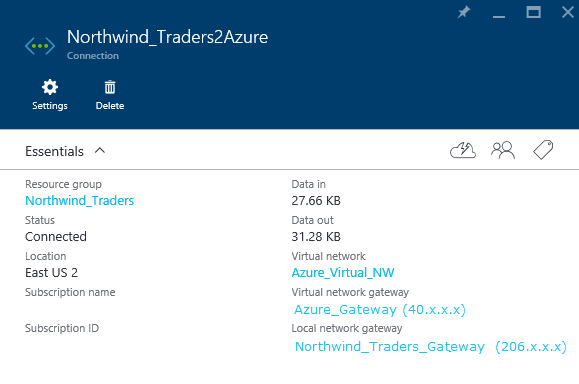 Northwind_Traders2Azure
Connection
Settings Delete
Essentials
Resource group
Northwind_Traders
Status
Connected
Location
East US 2
Subscription name
Subscription ID
Data in
27.66 KB
Data out
31.28 KB
Virtual network
Azure_Virtual_NW
Virtual network gateway
Azure_Gateway (40.x.x.x)
Local network gateway
Northwind_Traders_Gateway (206.x.x.x)